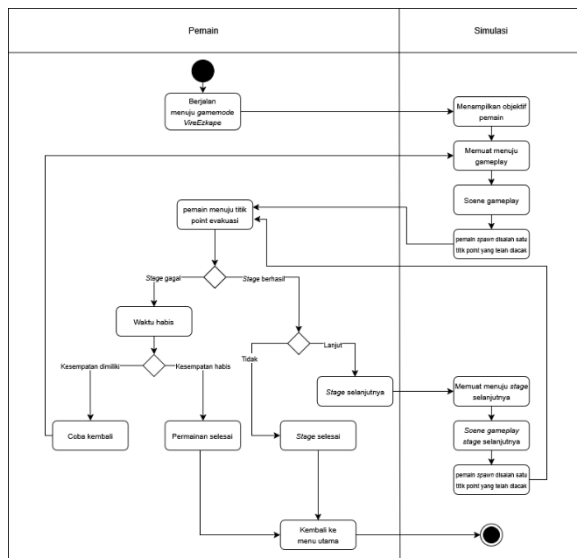 Pemain
Simulasi
Berjalan
menuju gamemode
VireEzkape
Menampilkan objektif
pemain
Memuat menuju
gameplay
Scene gameplay
pemain spawn disalah satu
titik point yang telah diacak
pemain menuju titik
point evakuasi
Stage gagal
Stage berhasil
Waktu habis
Tidak
Lanjut
Kesempatan dimiliki
Kesempatan habis
Stage selanjutnya
Memuat menuju stage
selanjutnya
Coba kembali
Permainan selesai
Stage selesai
Scene gameplay
stage selanjutnya
pemain spawn disalah satu
titik point yang telah diacak
Kembali ke
menu utama